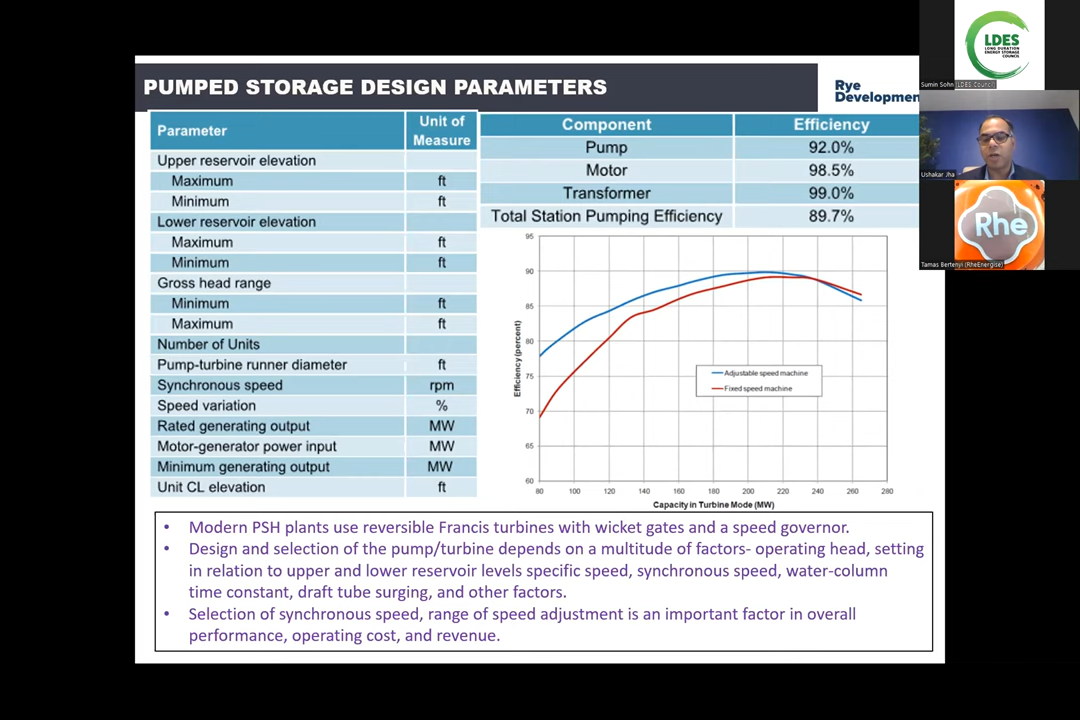 PUMPED STORAGE DESIGN PARAMETERS
Rye
Developmen
Parameter
Unit of
Measure
Upper reservoir elevation
Maximum ft
Minimum ft
Lower reservoir elevation
Maximum ft
Minimum ft
Gross head range
Minimum ft
Maximum ft
Number of Units
Pump-turbine runner diameter ft
Synchronous speed rpm
Speed variation %
Rated generating output MW
Motor-generator power input MW
Minimum generating output MW
Unit CL elevation ft
Component Efficiency
Pump 92.0%
Motor 98.5%
Transformer 99.0%
Total Station Pumping Efficiency 89.7%
95
90
85
80
75
70
65
60
Efficiency (percent)
Adjustable speed machine
Fixed speed machine
80 100 120 140 160 180 200 220 240 260 280
Capacity in Turbine Mode (MW)
• Modern PSH plants use reversible Francis turbines with wicket gates and a speed governor.
• Design and selection of the pump/turbine depends on a multitude of factors- operating head, setting
in relation to upper and lower reservoir levels specific speed, synchronous speed, water-column
time constant, draft tube surging, and other factors.
• Selection of synchronous speed, range of speed adjustment is an important factor in overall
performance, operating cost, and revenue.
LDES
LONG DURATION
ENERGY STORAGE
COUNCIL
Sumin Sohn (LDES Council)
Ushakar Jha
Rhe
Tamas Bertenyi (RheEnergise)